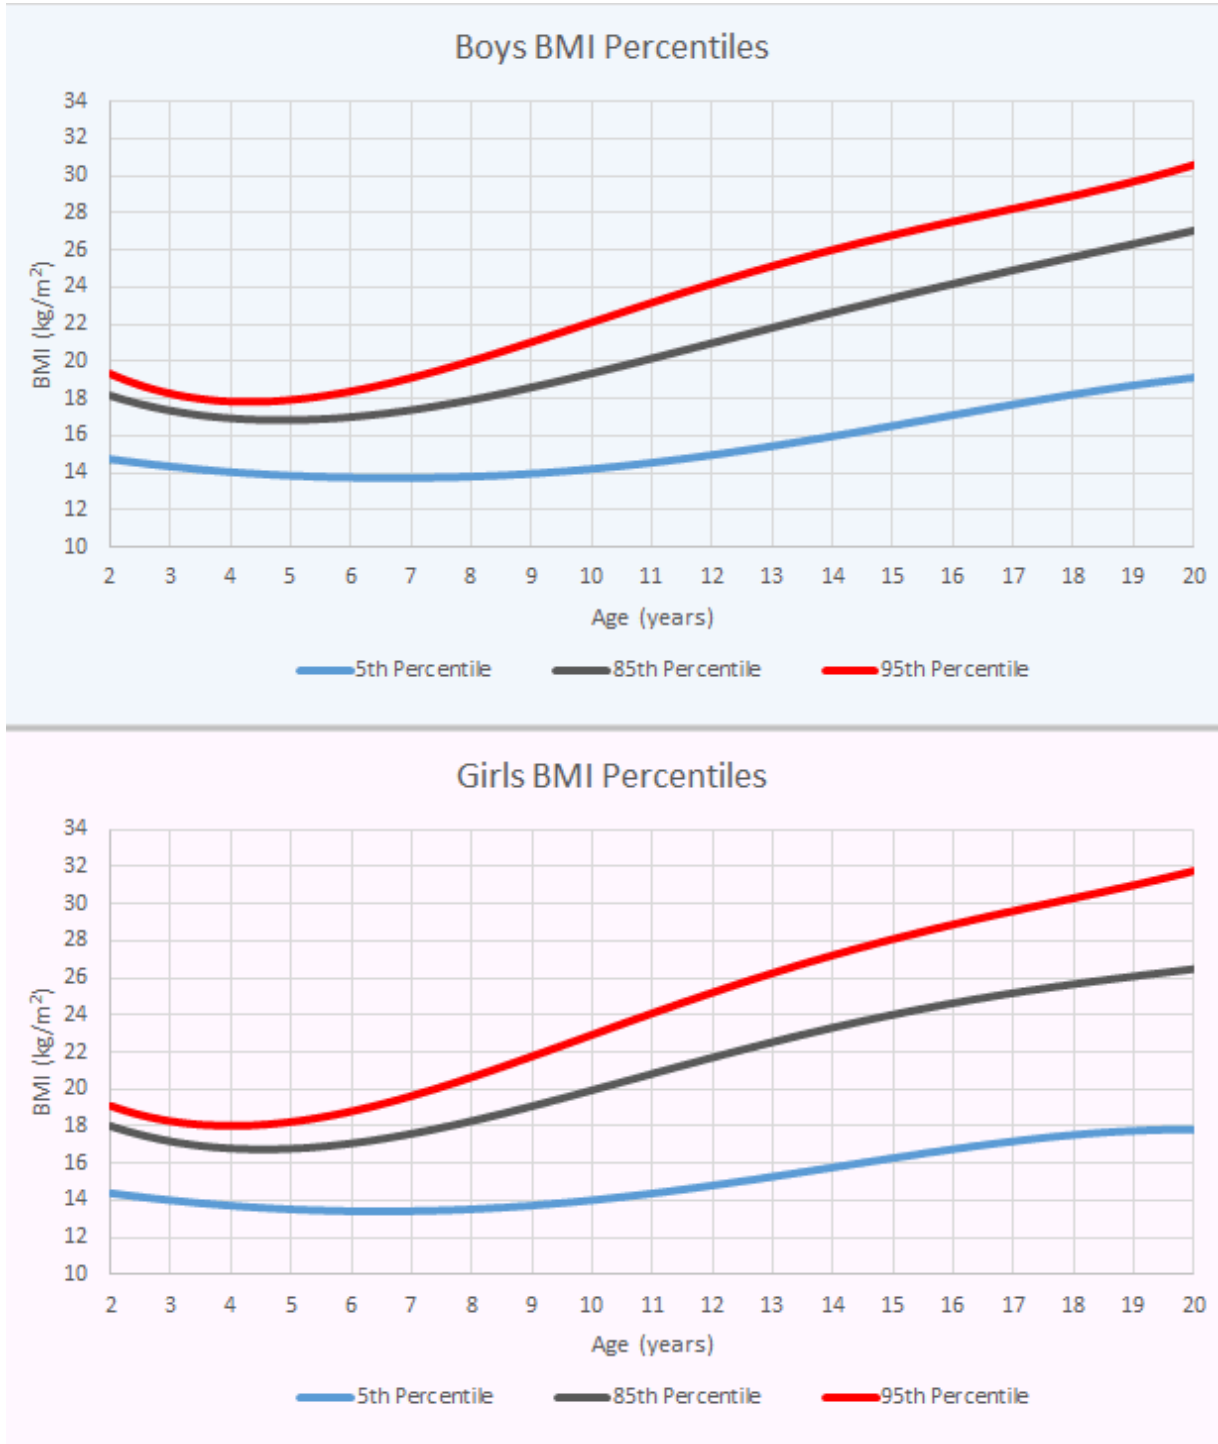 Boys BMI Percentiles
34
32
30
28
26
24
22
20
18
16
14
12
10
BMI (kg/m²)
2 3 4 5 6 7 8 9 10 11 12 13 14 15 16 17 18 19 20
Age (years)
5th Percentile 85th Percentile 95th Percentile
Girls BMI Percentiles
34
32
30
28
26
24
22
20
18
16
14
12
10
BMI (kg/m²)
2 3 4 5 6 7 8 9 10 11 12 13 14 15 16 17 18 19 20
Age (years)
5th Percentile 85th Percentile 95th Percentile